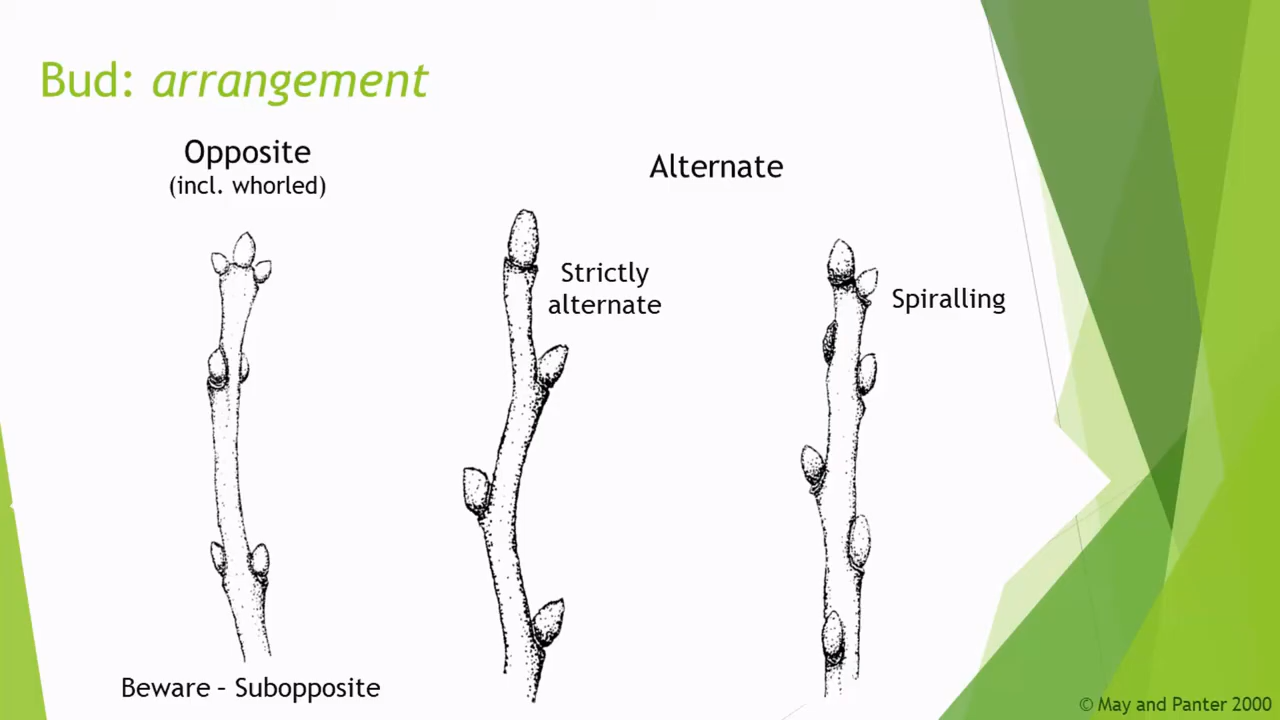 Bud: arrangement
Opposite
(incl. whorled)
Alternate
Strictly
alternate
Spiralling
Beware – Subopposite
© May and Panter 2000